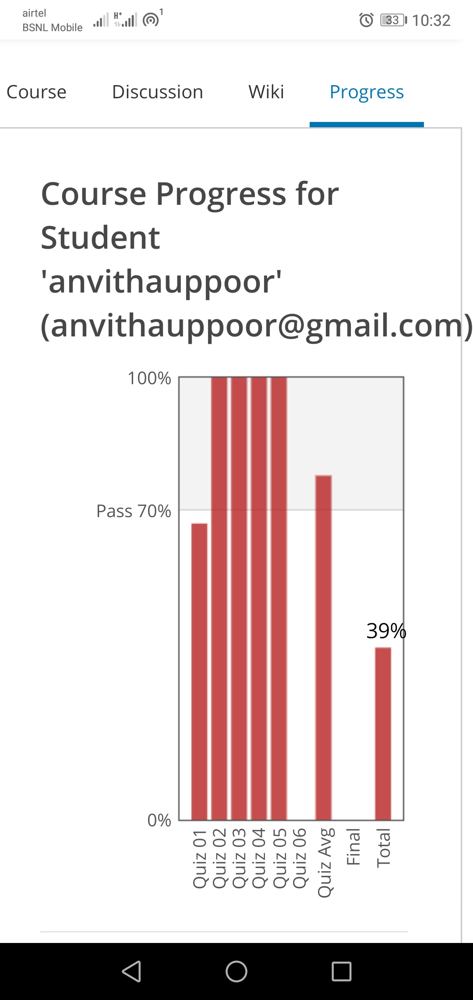 airtel
BSNL Mobile
H+
1
33
10:32
Course Discussion Wiki Progress
Course Progress for
Student
'anvithauppoor'
(anvithauppoor@gmail.com)
100%
Pass 70%
39%
0%
Quiz 01
Quiz 02
Quiz 03
Quiz 04
Quiz 05
Quiz 06
Quiz Avg
Final
Total